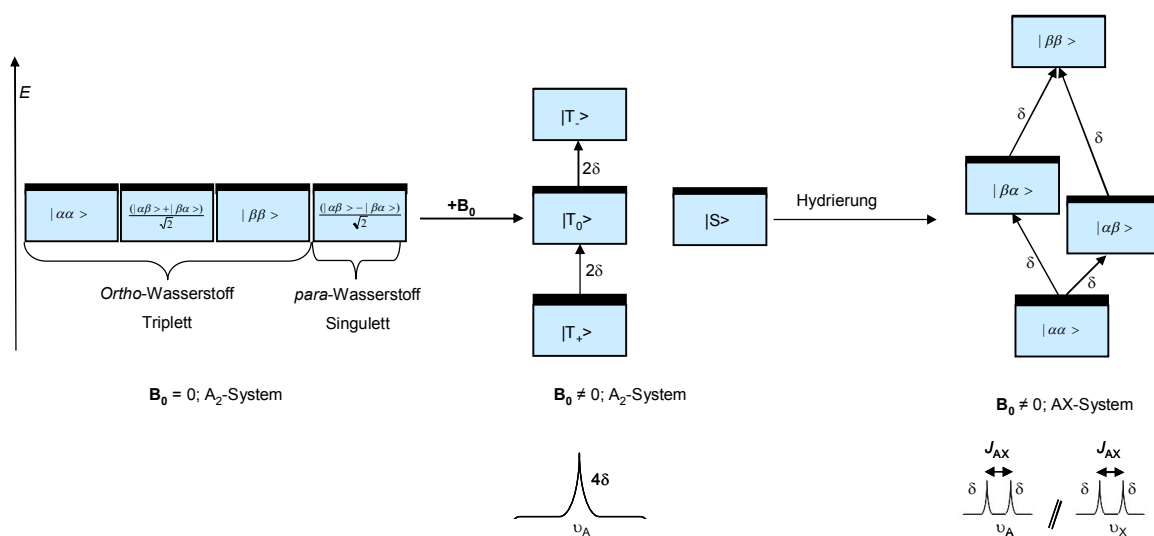 E
| αα >
(| αβ > + | βα >)
√2
| ββ >
(| αβ > − | βα >)
√2
Ortho-Wasserstoff
Triplett
para-Wasserstoff
Singulett
B₀ = 0; A₂-System
+B₀
|T₋>
2δ
|T₀>
2δ
|T₊>
|S>
B₀ ≠ 0; A₂-System
4δ
υA
Hydrierung
| ββ >
δ
δ
| βα >
| αβ >
δ
δ
| αα >
B₀ ≠ 0; AX-System
JAX
JAX
δ δ δ δ
υA // υX